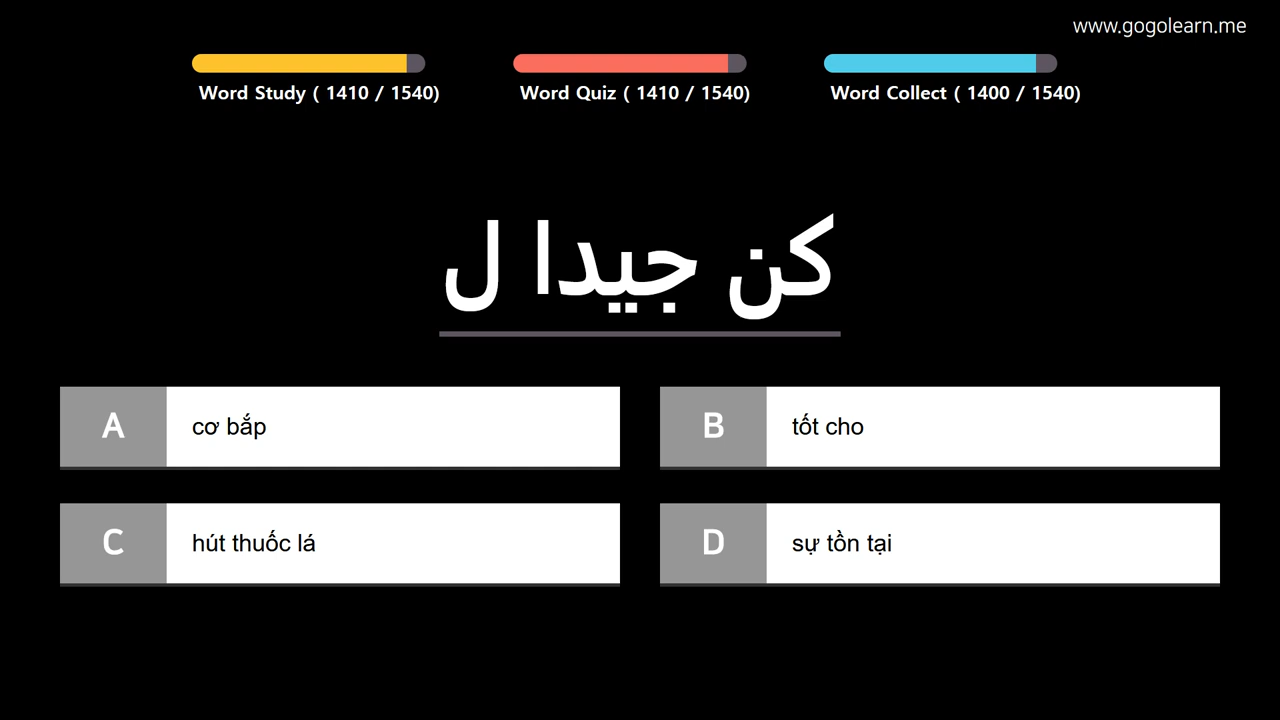 www.gogolearn.me
Word Study ( 1410 / 1540)
Word Quiz ( 1410 / 1540)
Word Collect ( 1400 / 1540)
كن جيدا ل
A
cơ bắp
B
tốt cho
C
hút thuốc lá
D
sự tồn tại